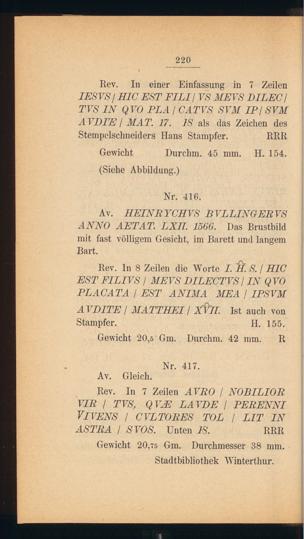 220
Rev. In einer Einfassung in 7 Zeilen
IESVS / HIC EST FILI / VS MEVS DILEC /
TVS IN QVO PLA / CATVS SVM IP / SVM
AVDIE / MAT. 17. IS als das Zeichen des
Stempelschneiders Hans Stampfer. RRR
Gewicht Durchm. 45 mm. H. 154.
(Siehe Abbildung.)
Nr. 416.
Av. HEINRYCHVS BVLLINGERVS
ANNO AETAT. LXII. 1566. Das Brustbild
mit fast völligem Gesicht, im Barett und langem
Bart.
Rev. In 8 Zeilen die Worte I. H. S. / HIC
EST FILIVS / MEVS DILECTVS / IN QVO
PLACATA / EST ANIMA MEA / IPSVM
AVDITE / MATTHEI / XVII. Ist auch von
Stampfer. H. 155.
Gewicht 20,5 Gm. Durchm. 42 mm. R
Nr. 417.
Av. Gleich.
Rev. In 7 Zeilen AVRO / NOBILIOR
VIR / TVS, QVÆ LAVDE / PERENNI
VIVENS / CVLTORES TOL / LIT IN
ASTRA / SVOS. Unten IS. RRR
Gewicht 20,75 Gm. Durchmesser 38 mm.
Stadtbibliothek Winterthur.